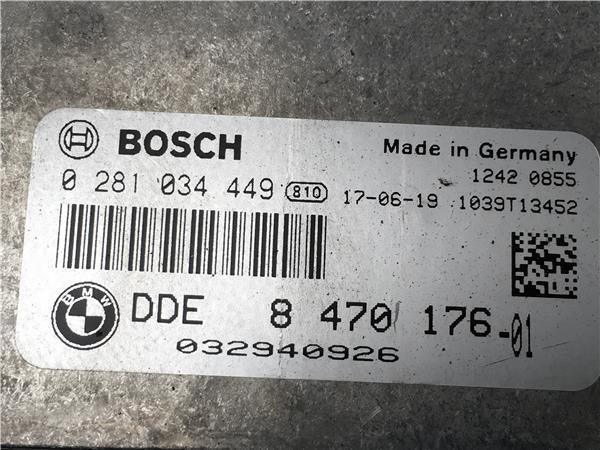 BOSCH
Made in Germany
1242 0855
0 281 034 449 810 17-06-19 1039T13452
BMW
DDE 8 470 176-01
032940926